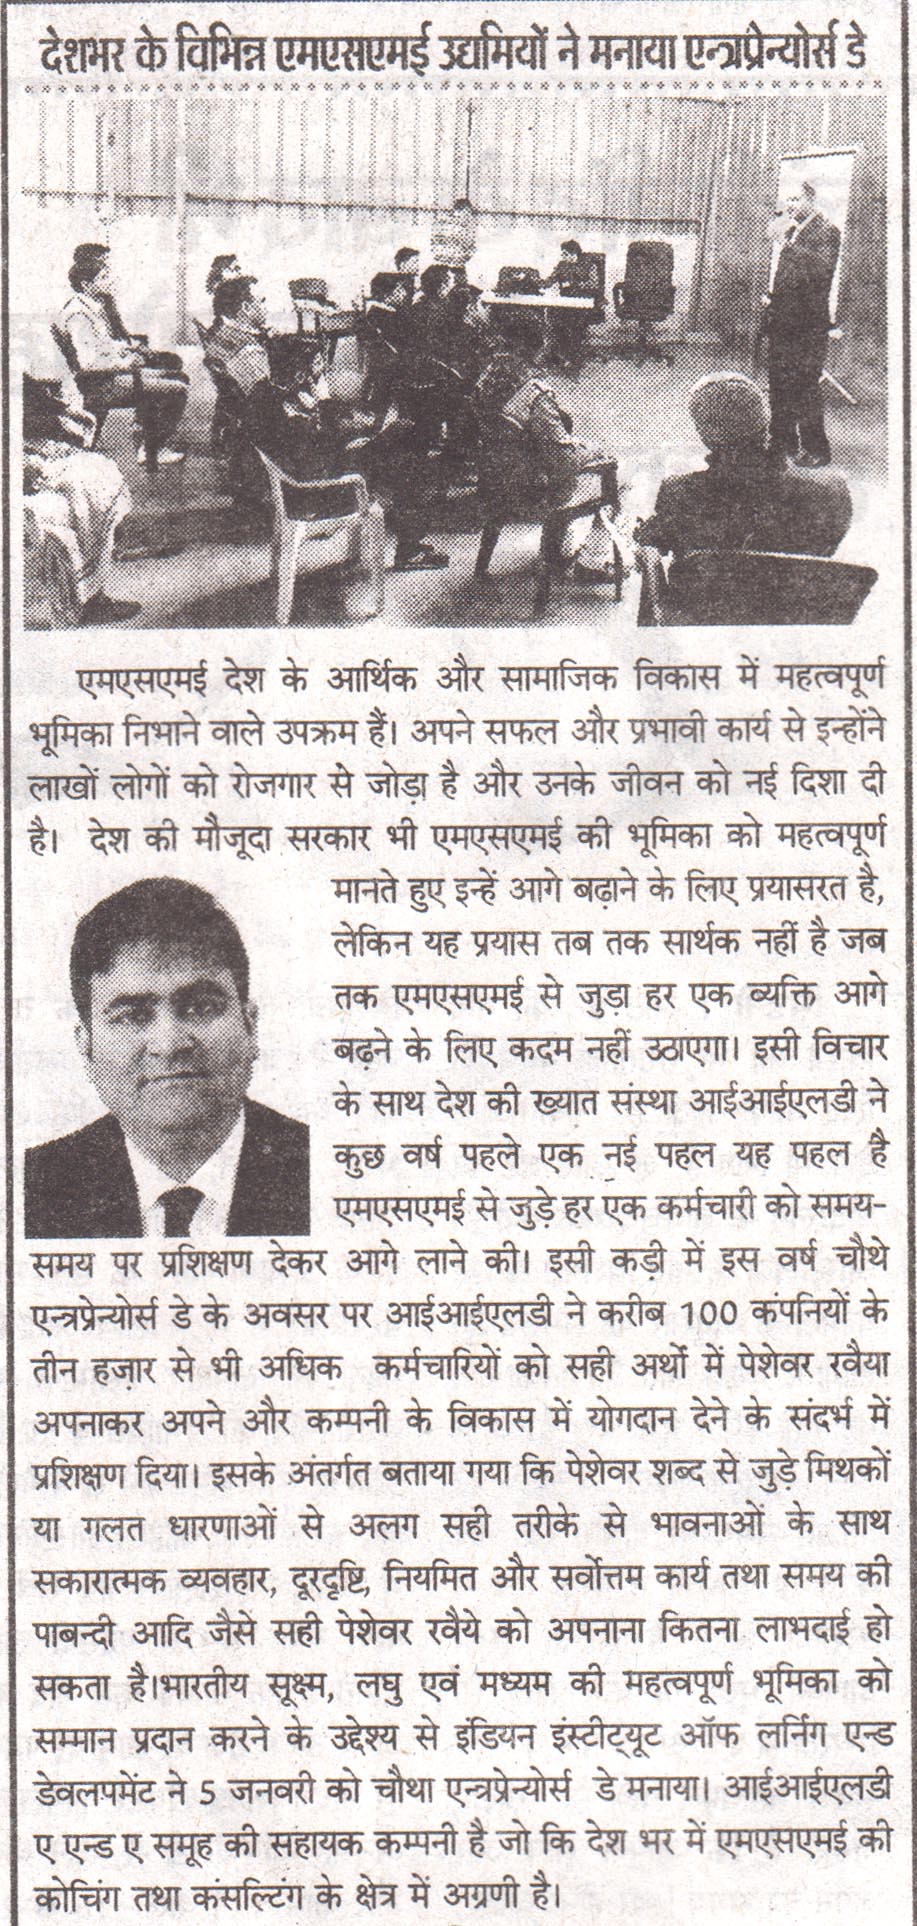 देशभर के विभिन्न एमएसएमई उद्यमियों ने मनाया एन्त्रप्रेन्योर्स डे
एमएसएमई देश के आर्थिक और सामाजिक विकास में महत्वपूर्ण
भूमिका निभाने वाले उपक्रम हैं। अपने सफल और प्रभावी कार्य से इन्होंने
लाखों लोगों को रोजगार से जोड़ा है और उनके जीवन को नई दिशा दी
है। देश की मौजूदा सरकार भी एमएसएमई की भूमिका को महत्वपूर्ण
मानते हुए इन्हें आगे बढ़ाने के लिए प्रयासरत है,
लेकिन यह प्रयास तब तक सार्थक नहीं है जब
तक एमएसएमई से जुड़ा हर एक व्यक्ति आगे
बढ़ने के लिए कदम नहीं उठाएगा। इसी विचार
के साथ देश की ख्यात संस्था आईआईएलडी ने
कुछ वर्ष पहले एक नई पहल यह पहल है
एमएसएमई से जुड़े हर एक कर्मचारी को समय-
समय पर प्रशिक्षण देकर आगे लाने की। इसी कड़ी में इस वर्ष चौथे
एन्त्रप्रेन्योर्स डे के अवसर पर आईआईएलडी ने करीब 100 कंपनियों के
तीन हज़ार से भी अधिक कर्मचारियों को सही अर्थों में पेशेवर रवैया
अपनाकर अपने और कम्पनी के विकास में योगदान देने के संदर्भ में
प्रशिक्षण दिया। इसके अंतर्गत बताया गया कि पेशेवर शब्द से जुड़े मिथकों
या गलत धारणाओं से अलग सही तरीके से भावनाओं के साथ
सकारात्मक व्यवहार, दूरदृष्टि, नियमित और सर्वोत्तम कार्य तथा समय की
पाबन्दी आदि जैसे सही पेशेवर रवैये को अपनाना कितना लाभदाई हो
सकता है।भारतीय सूक्ष्म, लघु एवं मध्यम की महत्वपूर्ण भूमिका को
सम्मान प्रदान करने के उद्देश्य से इंडियन इंस्टीट्यूट ऑफ लर्निंग एन्ड
डेवलपमेंट ने 5 जनवरी को चौथा एन्त्रप्रेन्योर्स डे मनाया। आईआईएलडी
ए एन्ड ए समूह की सहायक कम्पनी है जो कि देश भर में एमएसएमई की
कोचिंग तथा कंसल्टिंग के क्षेत्र में अग्रणी है।